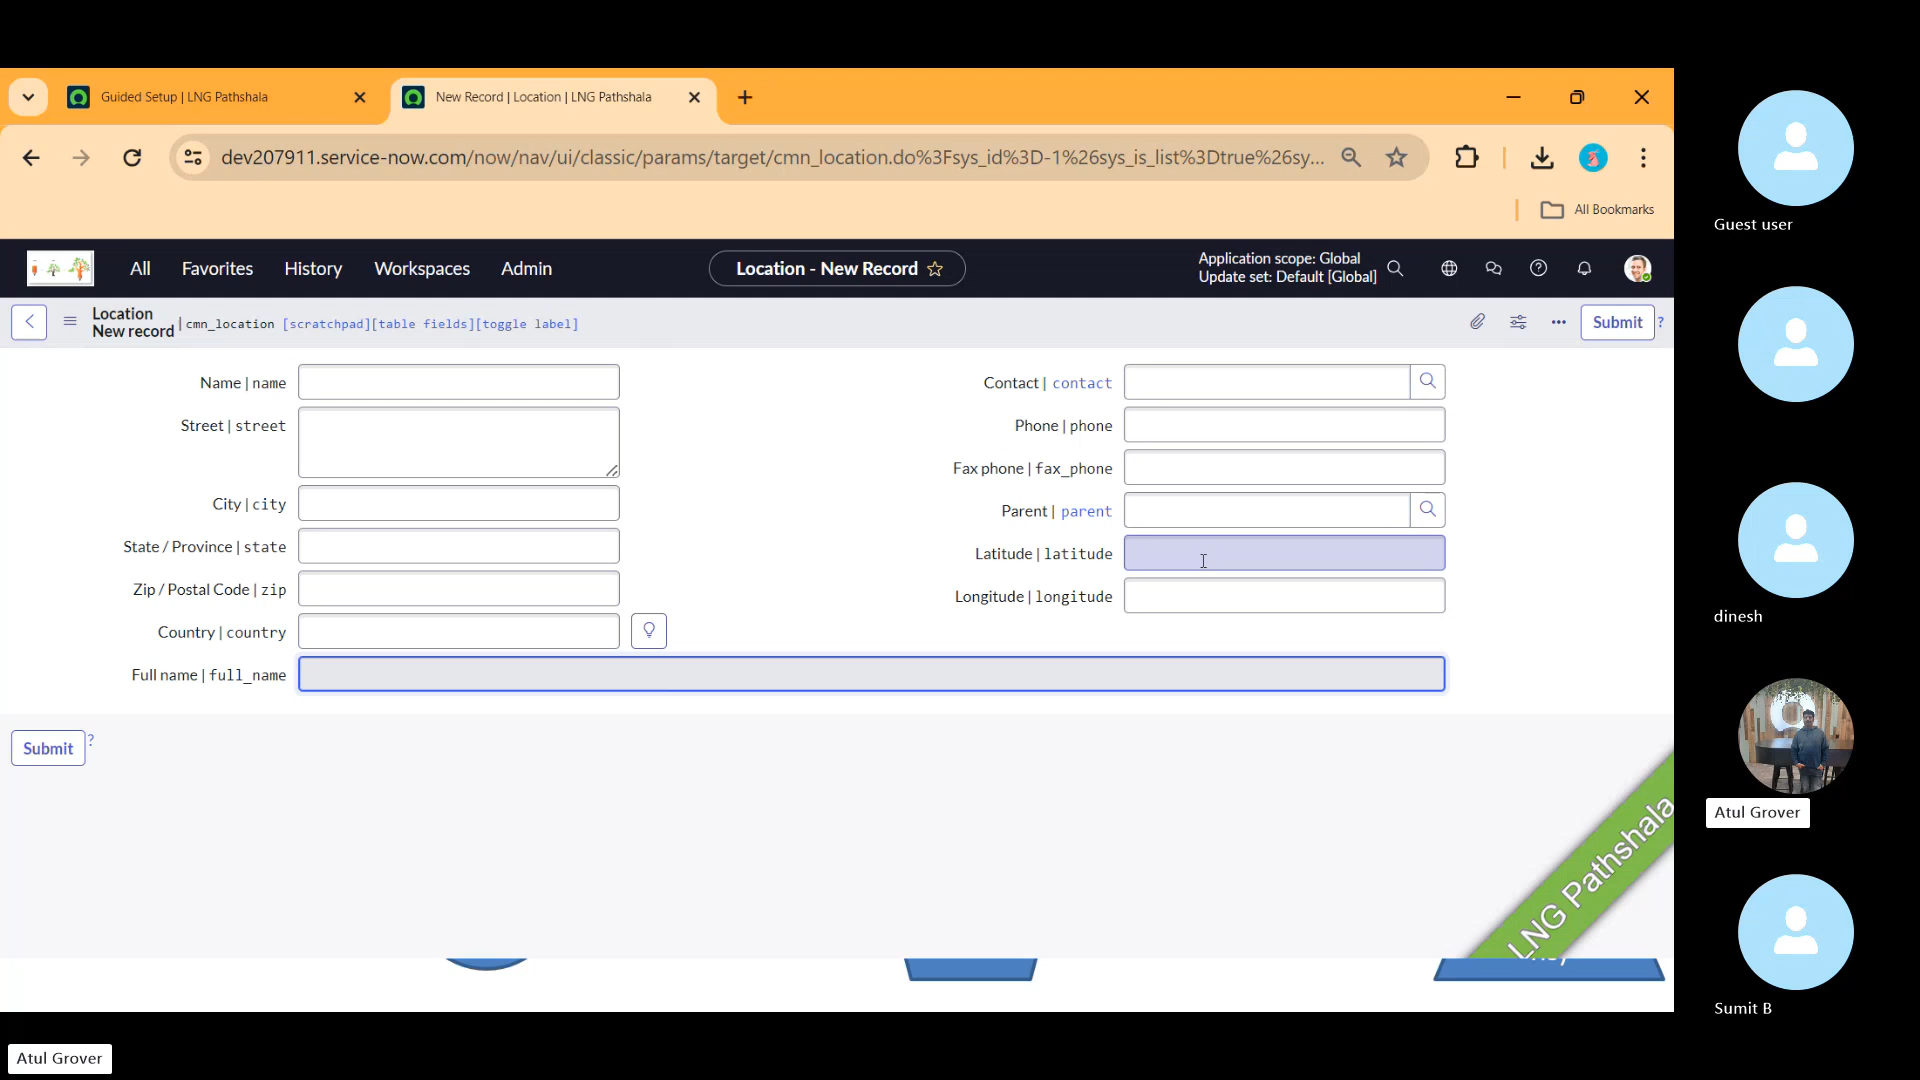 Guided Setup | LNG Pathshala
New Record | Location | LNG Pathshala
dev207911.service-now.com/now/nav/ui/classic/params/target/cmn_location.do%3Fsys_id%3D-1%26sys_is_list%3Dtrue%26sy...
All Bookmarks
All Favorites History Workspaces Admin
Location - New Record
Application scope: Global
Update set: Default [Global]
Location
New record | cmn_location [scratchpad][table fields][toggle label]
Submit ?
Name | name
Street | street
City | city
State / Province | state
Zip / Postal Code | zip
Country | country
Full name | full_name
Contact | contact
Phone | phone
Fax phone | fax_phone
Parent | parent
Latitude | latitude
Longitude | longitude
Submit ?
LNG Pathshala
Guest user
dinesh
Atul Grover
Sumit B
Atul Grover